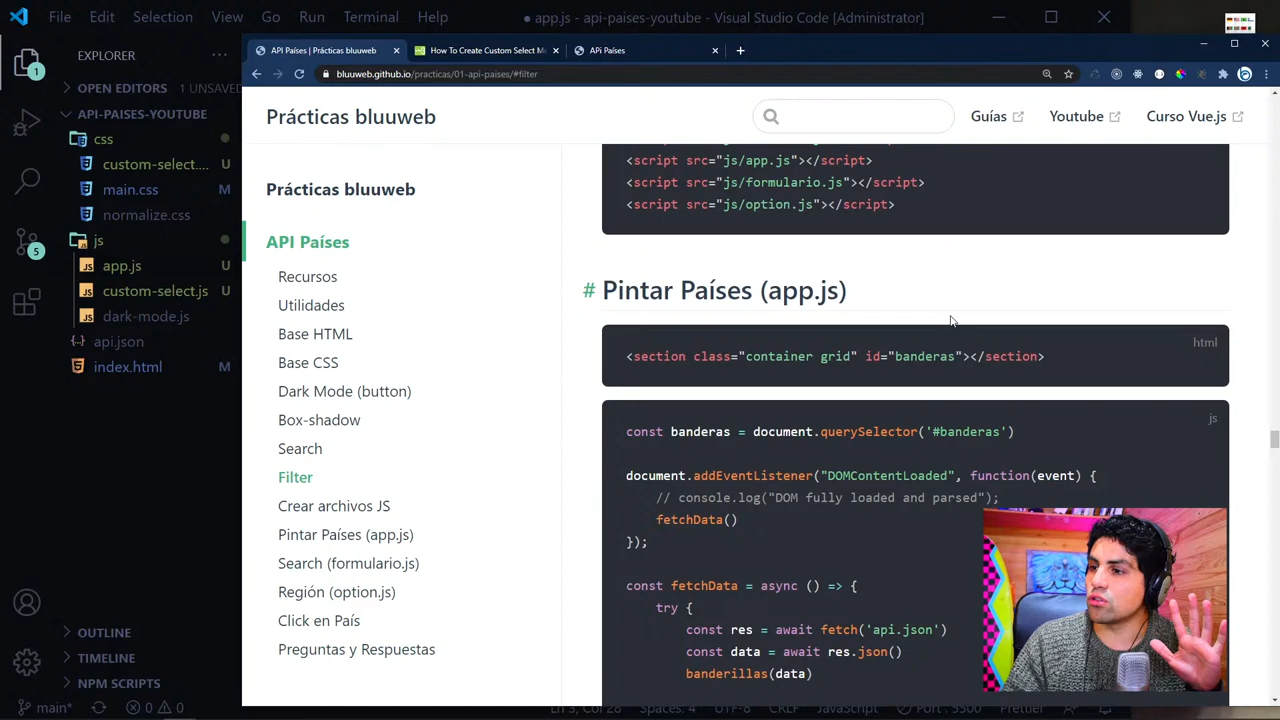 File Edit Selection View Go Run Terminal Help
● app.js - api-paises-youtube - Visual Studio Code [Administrator]
EXPLORER
OPEN EDITORS 1 UNSAVED
API-PAISES-YOUTUBE
css
custom-select.... U
main.css M
normalize.css
js
JS app.js U
JS custom-select.js U
JS dark-mode.js
{} api.json
index.html M
OUTLINE
TIMELINE
NPM SCRIPTS
1
5
main* 0 0
API Países | Prácticas bluuweb
How To Create Custom Select M
APi Países
bluuweb.github.io/practicas/01-api-paises/#filter
Prácticas bluuweb
Guías
Youtube
Curso Vue.js
Prácticas bluuweb
API Países
Recursos
Utilidades
Base HTML
Base CSS
Dark Mode (button)
Box-shadow
Search
Filter
Crear archivos JS
Pintar Países (app.js)
Search (formulario.js)
Región (option.js)
Click en País
Preguntas y Respuestas
<script src="js/app.js"></script>
<script src="js/formulario.js"></script>
<script src="js/option.js"></script>
# Pintar Países (app.js)
html
<section class="container grid" id="banderas"></section>
js
const banderas = document.querySelector('#banderas')
document.addEventListener("DOMContentLoaded", function(event) {
// console.log("DOM fully loaded and parsed");
fetchData()
});
const fetchData = async () => {
try {
const res = await fetch('api.json')
const data = await res.json()
banderillas(data)